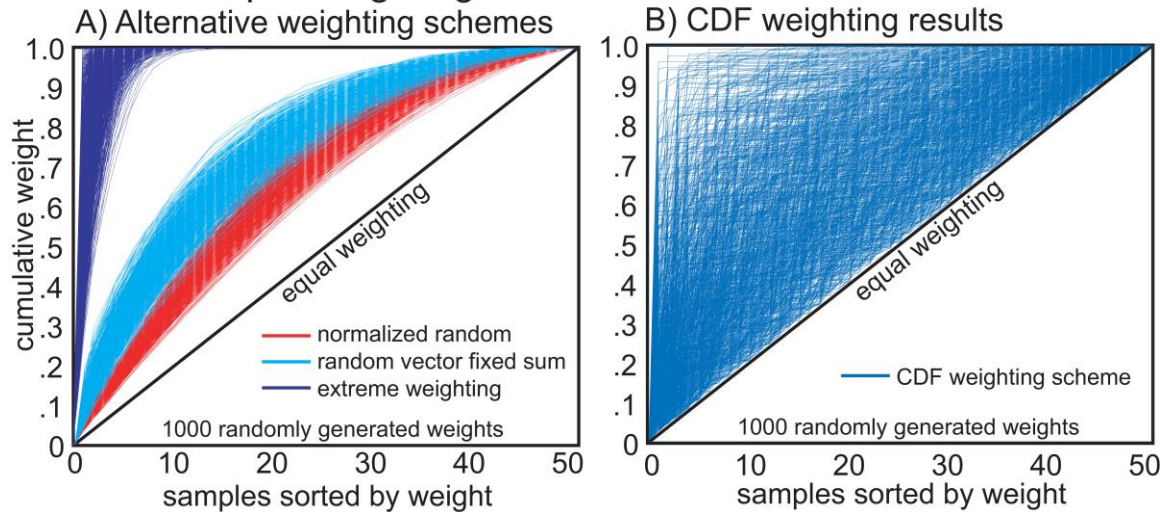 A) Alternative weighting schemes
1.0
.9
.8
.7
.6
.5
.4
.3
.2
.1
0
cumulative weight
equal weighting
normalized random
random vector fixed sum
extreme weighting
1000 randomly generated weights
0 10 20 30 40 50
samples sorted by weight
B) CDF weighting results
1.0
.9
.8
.7
.6
.5
.4
.3
.2
.1
0
equal weighting
CDF weighting scheme
1000 randomly generated weights
0 10 20 30 40 50
samples sorted by weight